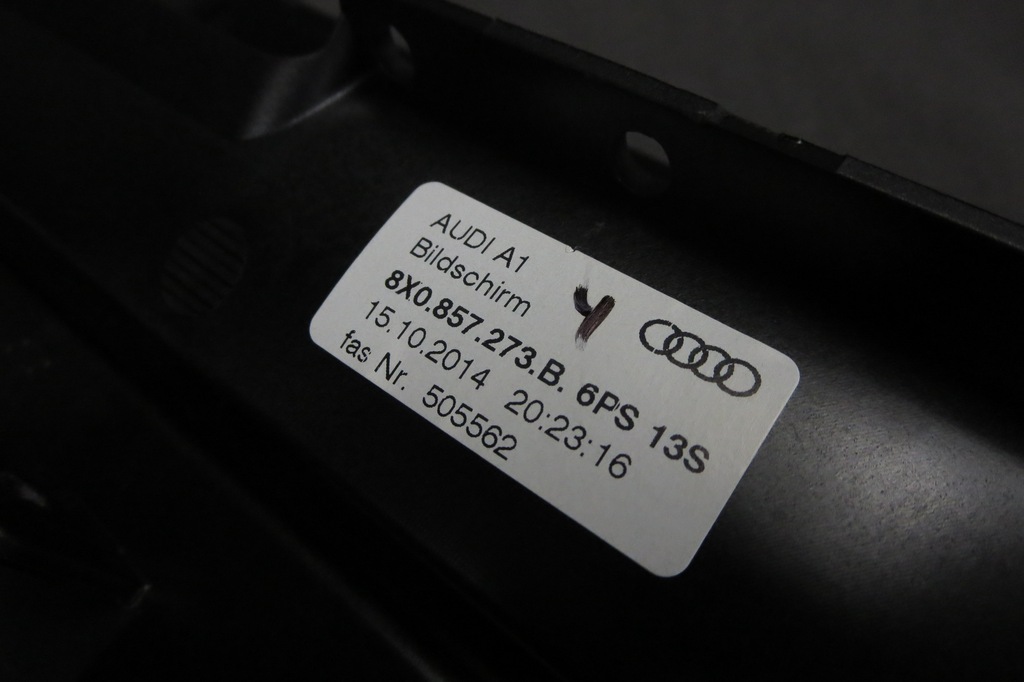 AUDI A1
Bildschirm
8X0.857.273.B. 6PS 13S
15.10.2014 20:23:16
fas Nr. 505562